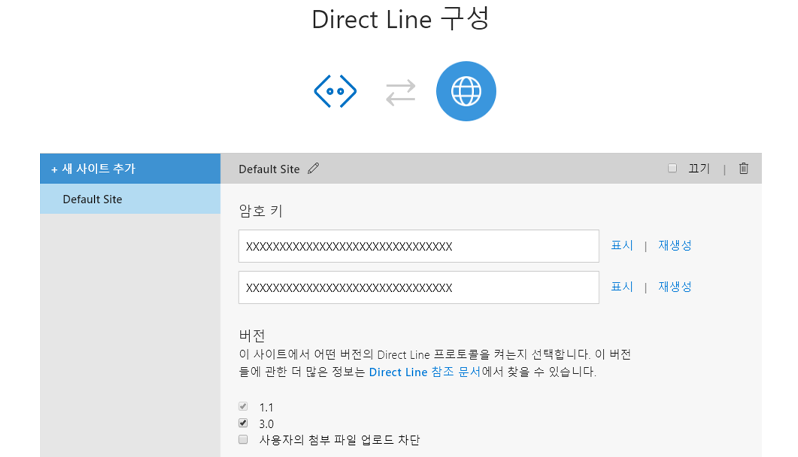 Direct Line 구성
+ 새 사이트 추가
Default Site
Default Site
끄기 |
암호 키
XXXXXXXXXXXXXXXXXXXXXXXXXXXXXXXX
표시 | 재생성
XXXXXXXXXXXXXXXXXXXXXXXXXXXXXXXX
표시 | 재생성
버전
이 사이트에서 어떤 버전의 Direct Line 프로토콜을 켜는지 선택합니다. 이 버전
들에 관한 더 많은 정보는 Direct Line 참조 문서에서 찾을 수 있습니다.
1.1
3.0
사용자의 첨부 파일 업로드 차단